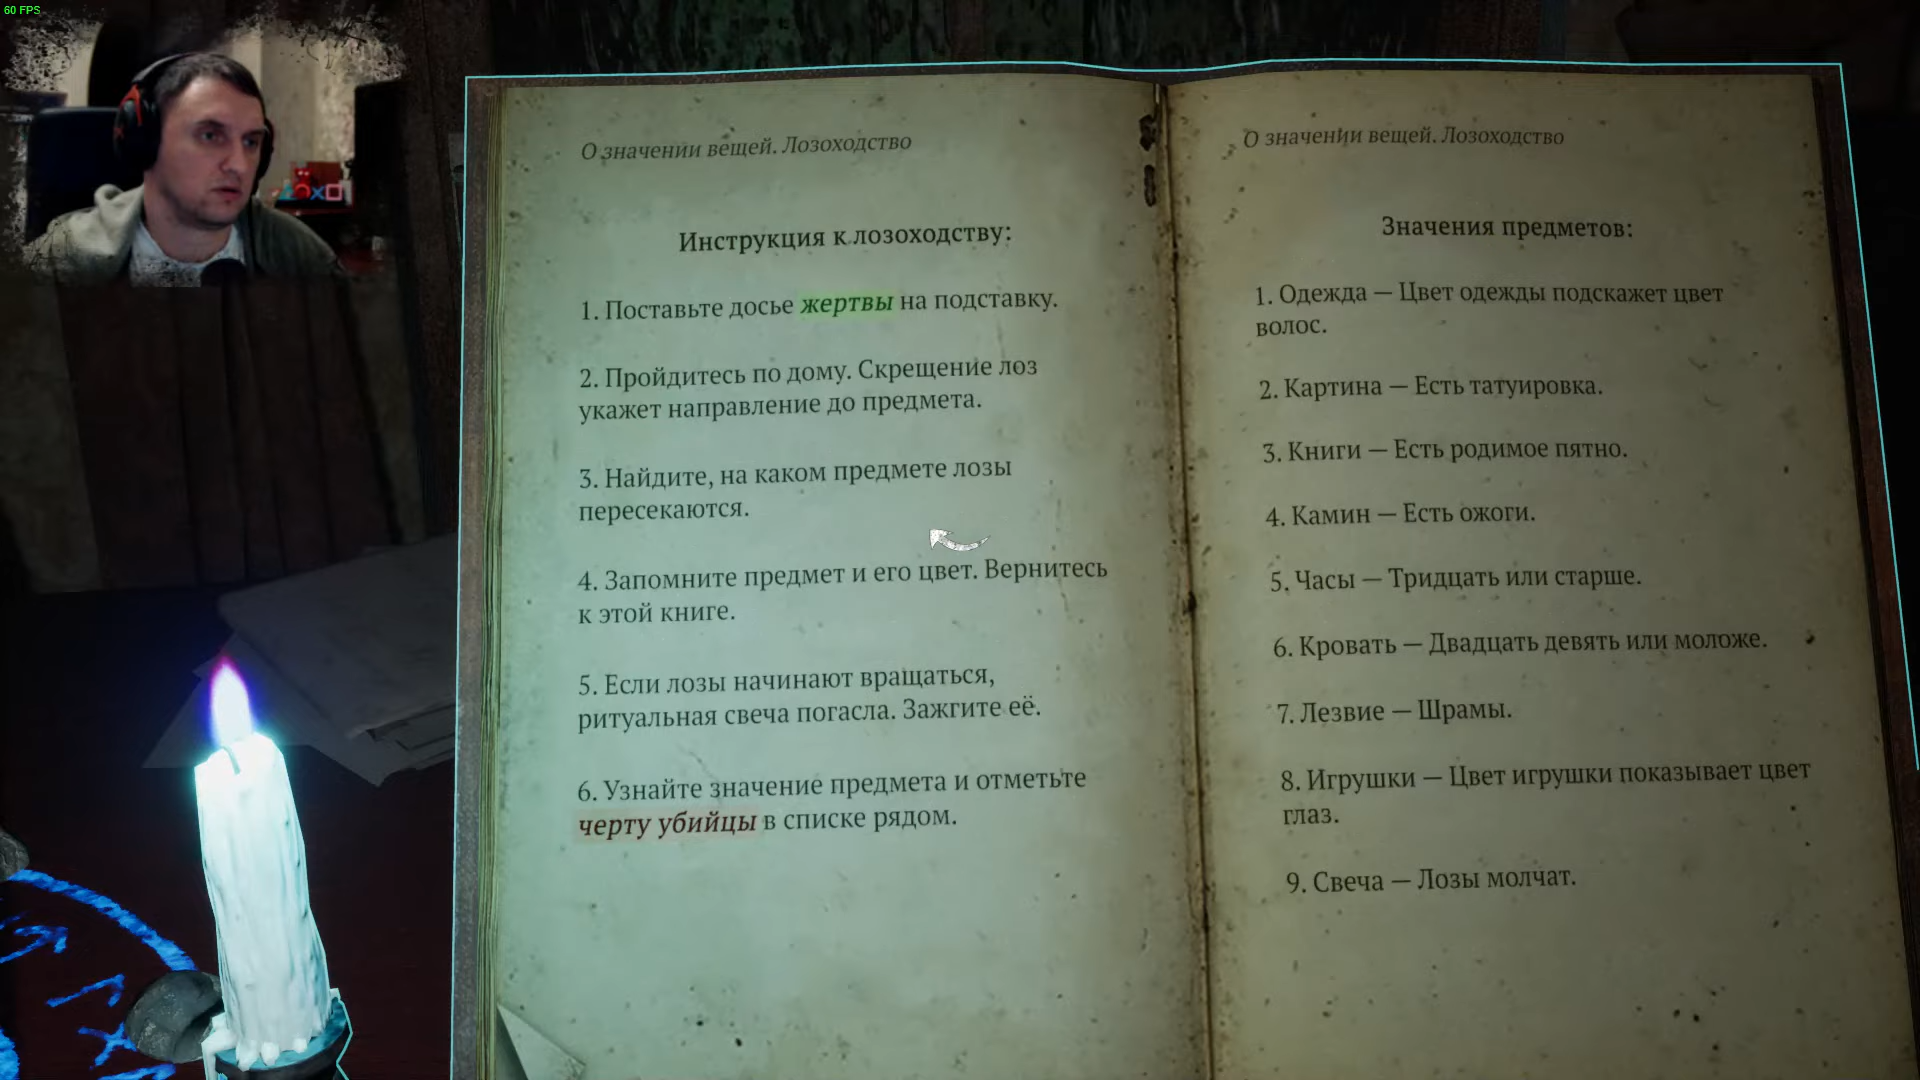 60 FPS
О значении вещей. Лозоходство
Инструкция к лозоходству:
1. Поставьте досье жертвы на подставку.
2. Пройдитесь по дому. Скрещение лоз
укажет направление до предмета.
3. Найдите, на каком предмете лозы
пересекаются.
4. Запомните предмет и его цвет. Вернитесь
к этой книге.
5. Если лозы начинают вращаться,
ритуальная свеча погасла. Зажгите её.
6. Узнайте значение предмета и отметьте
черту убийцы в списке рядом.
О значении вещей. Лозоходство
Значения предметов:
1. Одежда — Цвет одежды подскажет цвет
волос.
2. Картина — Есть татуировка.
3. Книги — Есть родимое пятно.
4. Камин — Есть ожоги.
5. Часы — Тридцать или старше.
6. Кровать — Двадцать девять или моложе.
7. Лезвие — Шрамы.
8. Игрушки — Цвет игрушки показывает цвет
глаз.
9. Свеча — Лозы молчат.